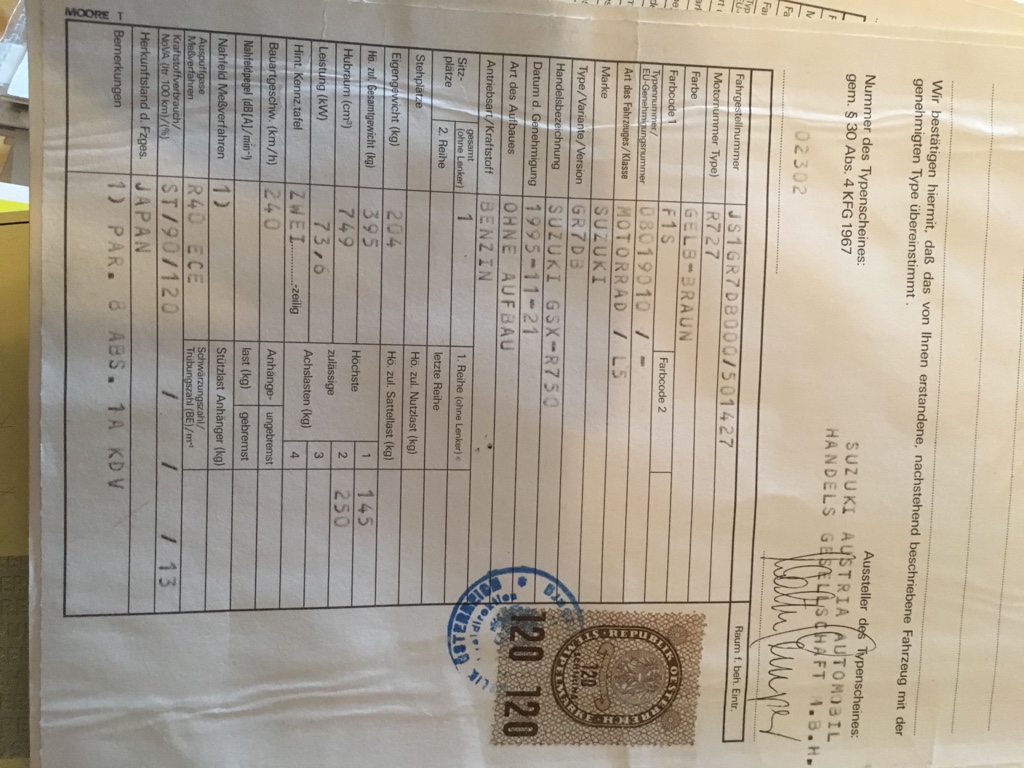 Wir bestätigen hiermit, daß das von Ihnen erstandene, nachstehend beschriebene Fahrzeug mit der
genehmigten Type übereinstimmt.
Nummer des Typenscheines:
gem. § 30 Abs. 4 KFG 1967
Aussteller des Typenscheines:
SUZUKI AUSTRIA AUTOMOBIL
HANDELS GESELLSCHAFT M.B.H.
02302
Fahrgestellnummer JS1GR7DB000/501427 Raum f. beh. Eintr.
Motornummer Type) R727
Farbe GELB-BRAUN
Farbcode1 F1S Farbcode 2
Typennummer/
EU-Genehmigungsnummer DB019010 / -
Art des Fahrzeuges/Klasse MOTORRAD / L5
Marke SUZUKI
Type/Variante/Version GR7DB
Handelsbezeichnung SUZUKI GSX-R750
Datum d. Genehmigung 1995-11-21
Art des Aufbaues OHNE AUFBAU
Antriebsart/Kraftstoff BENZIN
Sitz-
plätze
gesamt
(ohne Lenker) 1 1. Reihe (ohne Lenker)
2. Reihe letzte Reihe
Stehplätze Hö. zul. Nutzlast (kg)
Eigengewicht (kg) 204 Hö. zul. Sattellast (kg)
Hö. zul. Gesamtgewicht (kg) 395 Höchste
zulässige
Achslasten (kg) 1 145
Hubraum (cm³) 749 2 250
Leistung (kW) 73,6 3
Hint. Kennz.tafel ZWEI -zeilig 4
Bauartgeschw. (km/h) 240 Anhänge-
last (kg) ungebremst
Nahfeldpegel (dB[A]/min⁻¹) gebremst
Nahfeld Meßverfahren 1) Stützlast Anhänger (kg)
Auspuffgase
Meßverfahren R40 ECE Schwärzungszahl/
Trübungszahl (BE)/m⁻¹
Kraftstoffverbrauch/
NoVA (ltr 100 km)/(%) ST/90/120 / / / 13
Herkunftsland d. Fzges. JAPAN
Bemerkungen 1) PAR. 8 ABS. 1A KDV
MOORE
REPUBLIK ÖSTERREICH
120
120 120
ÖSTERREICH